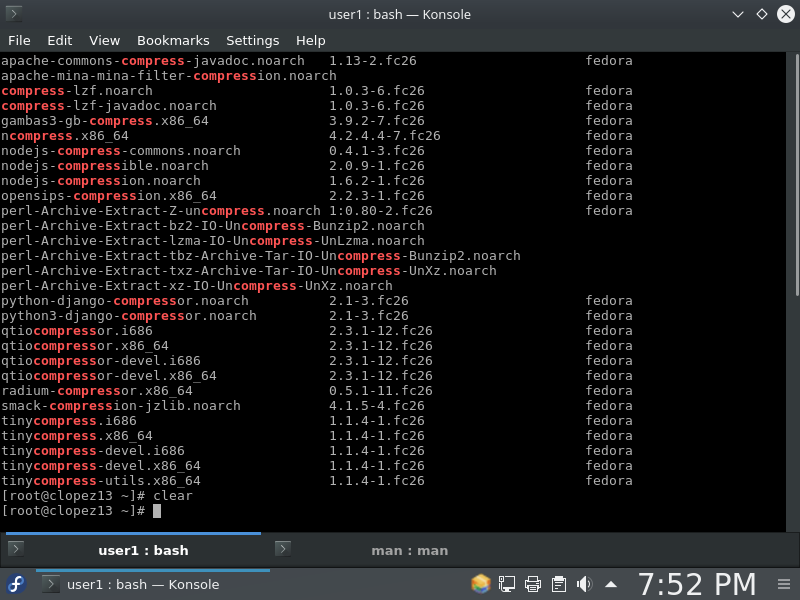 user1 : bash — Konsole
File Edit View Bookmarks Settings Help
apache-commons-compress-javadoc.noarch 1.13-2.fc26 fedora
apache-mina-mina-filter-compression.noarch
compress-lzf.noarch 1.0.3-6.fc26 fedora
compress-lzf-javadoc.noarch 1.0.3-6.fc26 fedora
gambas3-gb-compress.x86_64 3.9.2-7.fc26 fedora
ncompress.x86_64 4.2.4.4-7.fc26 fedora
nodejs-compress-commons.noarch 0.4.1-3.fc26 fedora
nodejs-compressible.noarch 2.0.9-1.fc26 fedora
nodejs-compression.noarch 1.6.2-1.fc26 fedora
opensips-compression.x86_64 2.2.3-1.fc26 fedora
perl-Archive-Extract-Z-uncompress.noarch 1:0.80-2.fc26 fedora
perl-Archive-Extract-bz2-IO-Uncompress-Bunzip2.noarch
perl-Archive-Extract-lzma-IO-Uncompress-UnLzma.noarch
perl-Archive-Extract-tbz-Archive-Tar-IO-Uncompress-Bunzip2.noarch
perl-Archive-Extract-txz-Archive-Tar-IO-Uncompress-UnXz.noarch
perl-Archive-Extract-xz-IO-Uncompress-UnXz.noarch
python-django-compressor.noarch 2.1-3.fc26 fedora
python3-django-compressor.noarch 2.1-3.fc26 fedora
qtiocompressor.i686 2.3.1-12.fc26 fedora
qtiocompressor.x86_64 2.3.1-12.fc26 fedora
qtiocompressor-devel.i686 2.3.1-12.fc26 fedora
qtiocompressor-devel.x86_64 2.3.1-12.fc26 fedora
radium-compressor.x86_64 0.5.1-11.fc26 fedora
smack-compression-jzlib.noarch 4.1.5-4.fc26 fedora
tinycompress.i686 1.1.4-1.fc26 fedora
tinycompress.x86_64 1.1.4-1.fc26 fedora
tinycompress-devel.i686 1.1.4-1.fc26 fedora
tinycompress-devel.x86_64 1.1.4-1.fc26 fedora
tinycompress-utils.x86_64 1.1.4-1.fc26 fedora
[root@clopez13 ~]# clear
[root@clopez13 ~]#
user1 : bash man : man
user1 : bash — Konsole 7:52 PM